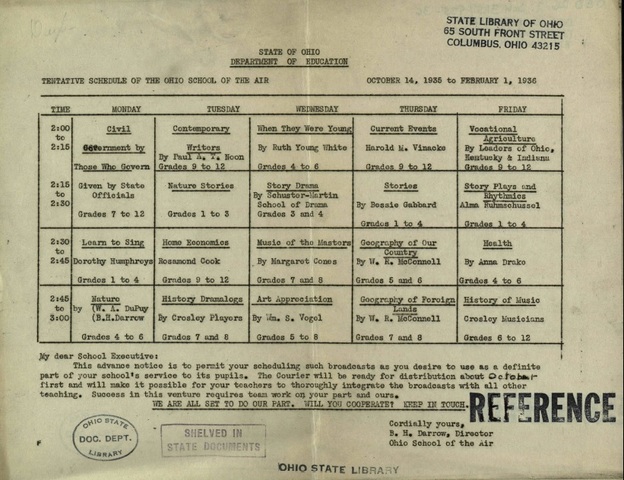 STATE LIBRARY OF OHIO
65 SOUTH FRONT STREET
COLUMBUS, OHIO 43215
STATE OF OHIO
DEPARTMENT OF EDUCATION
TENTATIVE SCHEDULE OF THE OHIO SCHOOL OF THE AIR OCTOBER 14, 1935 to FEBRUARY 1, 1936
TIME MONDAY TUESDAY WEDNESDAY THURSDAY FRIDAY
2:00 to 2:15
Civil
Government by
Those Who Govern
Contemporary
Writers
By Paul A. T. Noon
Grades 9 to 12
When They Were Young
By Ruth Young White
Grades 4 to 6
Current Events
Harold M. Vinacke
Grades 9 to 12
Vocational
Agriculture
By Leaders of Ohio,
Kentucky & Indiana
Grades 9 to 12
2:15 to 2:30
Given by State
Officials
Grades 7 to 12
Nature Stories
Grades 1 to 3
Story Drama
By Schuster-Martin
School of Drama
Grades 3 and 4
Stories
By Bessie Gabbard
Grades 1 to 4
Story Plays and
Rhythmics
Alma Ruhmschussel
Grades 1 to 4
2:30 to 2:45
Learn to Sing
Dorothy Humphreys
Grades 1 to 4
Home Economics
Rosamond Cook
Grades 9 to 12
Music of the Masters
By Margaret Cones
Grades 7 and 8
Geography of Our
Country
By W. R. McConnell
Grades 5 and 6
Health
By Anna Drake
Grades 4 to 6
2:45 to 3:00
Nature
by (W. A. DuPuy
(B.H.Darrow
Grades 4 to 6
History Dramalogs
By Crosley Players
Grades 7 and 8
Art Appreciation
By Wm. S. Vogel
Grades 5 to 8
Geography of Foreign
Lands
By W. R. McConnell
Grades 7 and 8
History of Music
Crosley Musicians
Grades 6 to 12
My dear School Executive:
This advance notice is to permit your scheduling such broadcasts as you desire to use as a definite
part of your school's service to its pupils. The Courier will be ready for distribution about October
first and will make it possible for your teachers to thoroughly integrate the broadcasts with all other
teaching. Success in this venture requires team work on your part and ours.
WE ARE ALL SET TO DO OUR PART. WILL YOU COOPERATE? KEEP IN TOUCH.
REFERENCE
Cordially yours,
B. H. Darrow, Director
Ohio School of the Air
OHIO STATE
DOC. DEPT.
LIBRARY
SHELVED IN
STATE DOCUMENTS
OHIO STATE LIBRARY